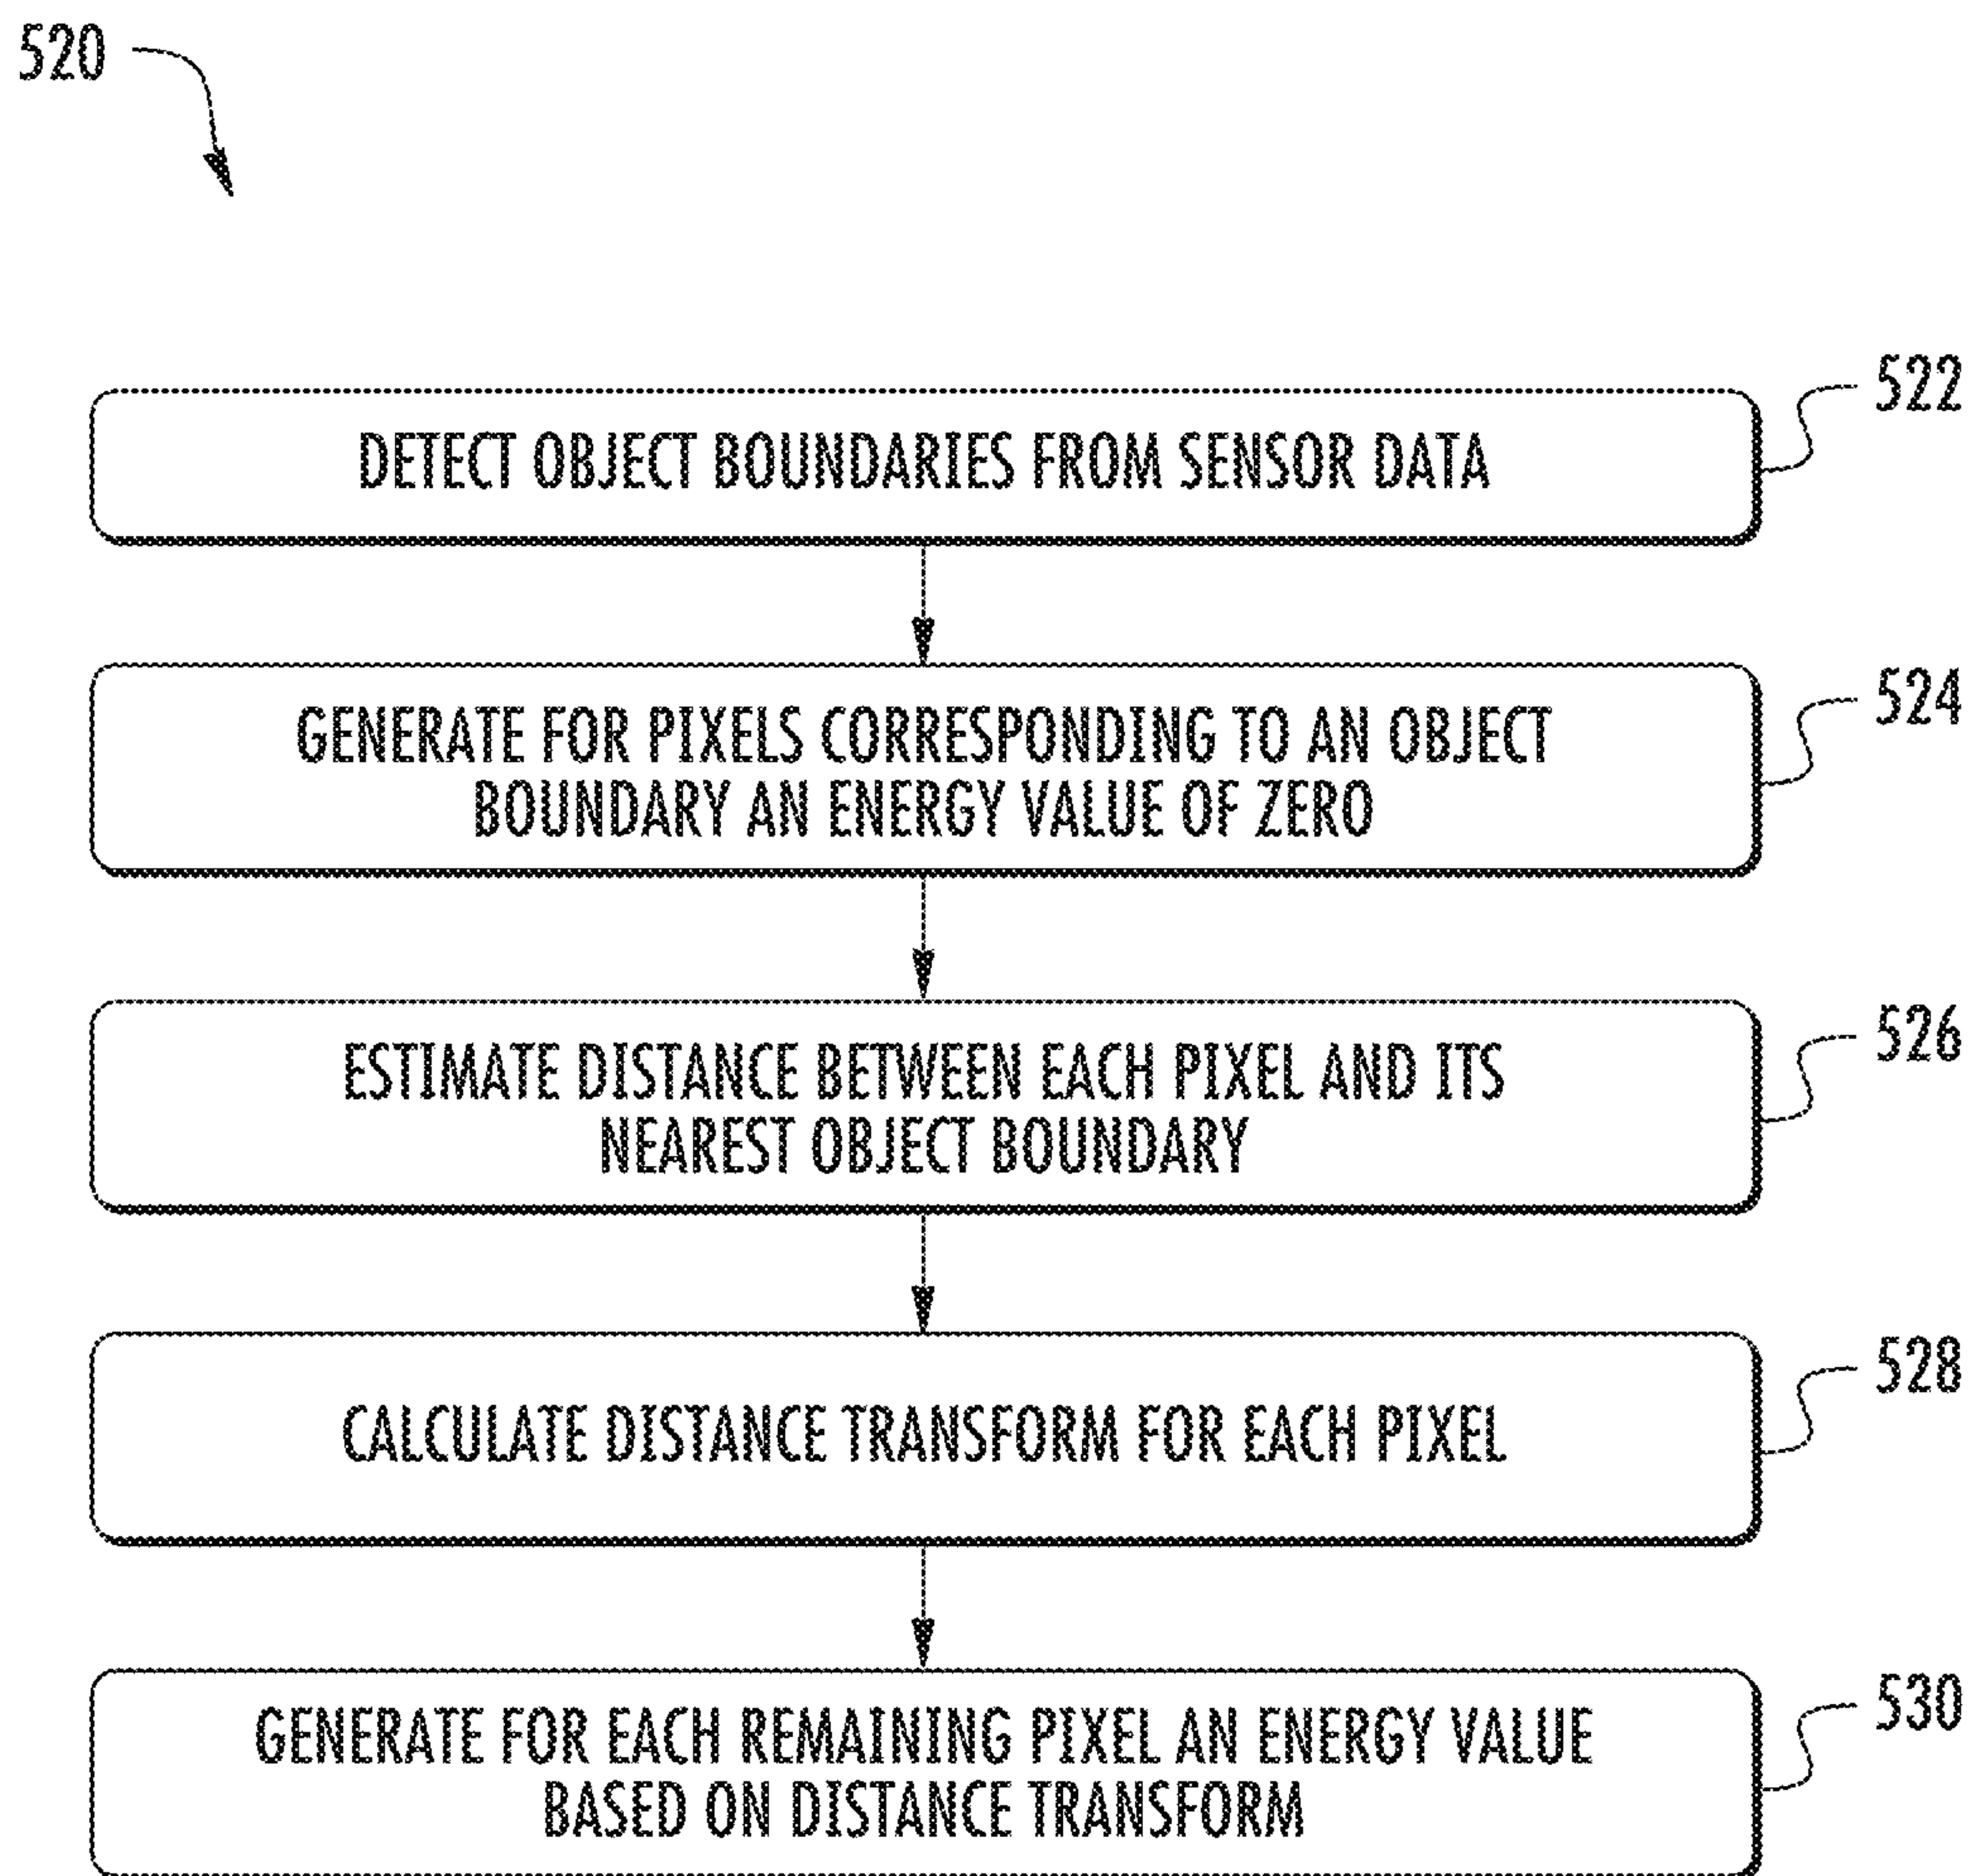 520
522
DETECT OBJECT BOUNDARIES FROM SENSOR DATA
524
GENERATE FOR PIXELS CORRESPONDING TO AN OBJECT
BOUNDARY AN ENERGY VALUE OF ZERO
526
ESTIMATE DISTANCE BETWEEN EACH PIXEL AND ITS
NEAREST OBJECT BOUNDARY
528
CALCULATE DISTANCE TRANSFORM FOR EACH PIXEL
530
GENERATE FOR EACH REMAINING PIXEL AN ENERGY VALUE
BASED ON DISTANCE TRANSFORM